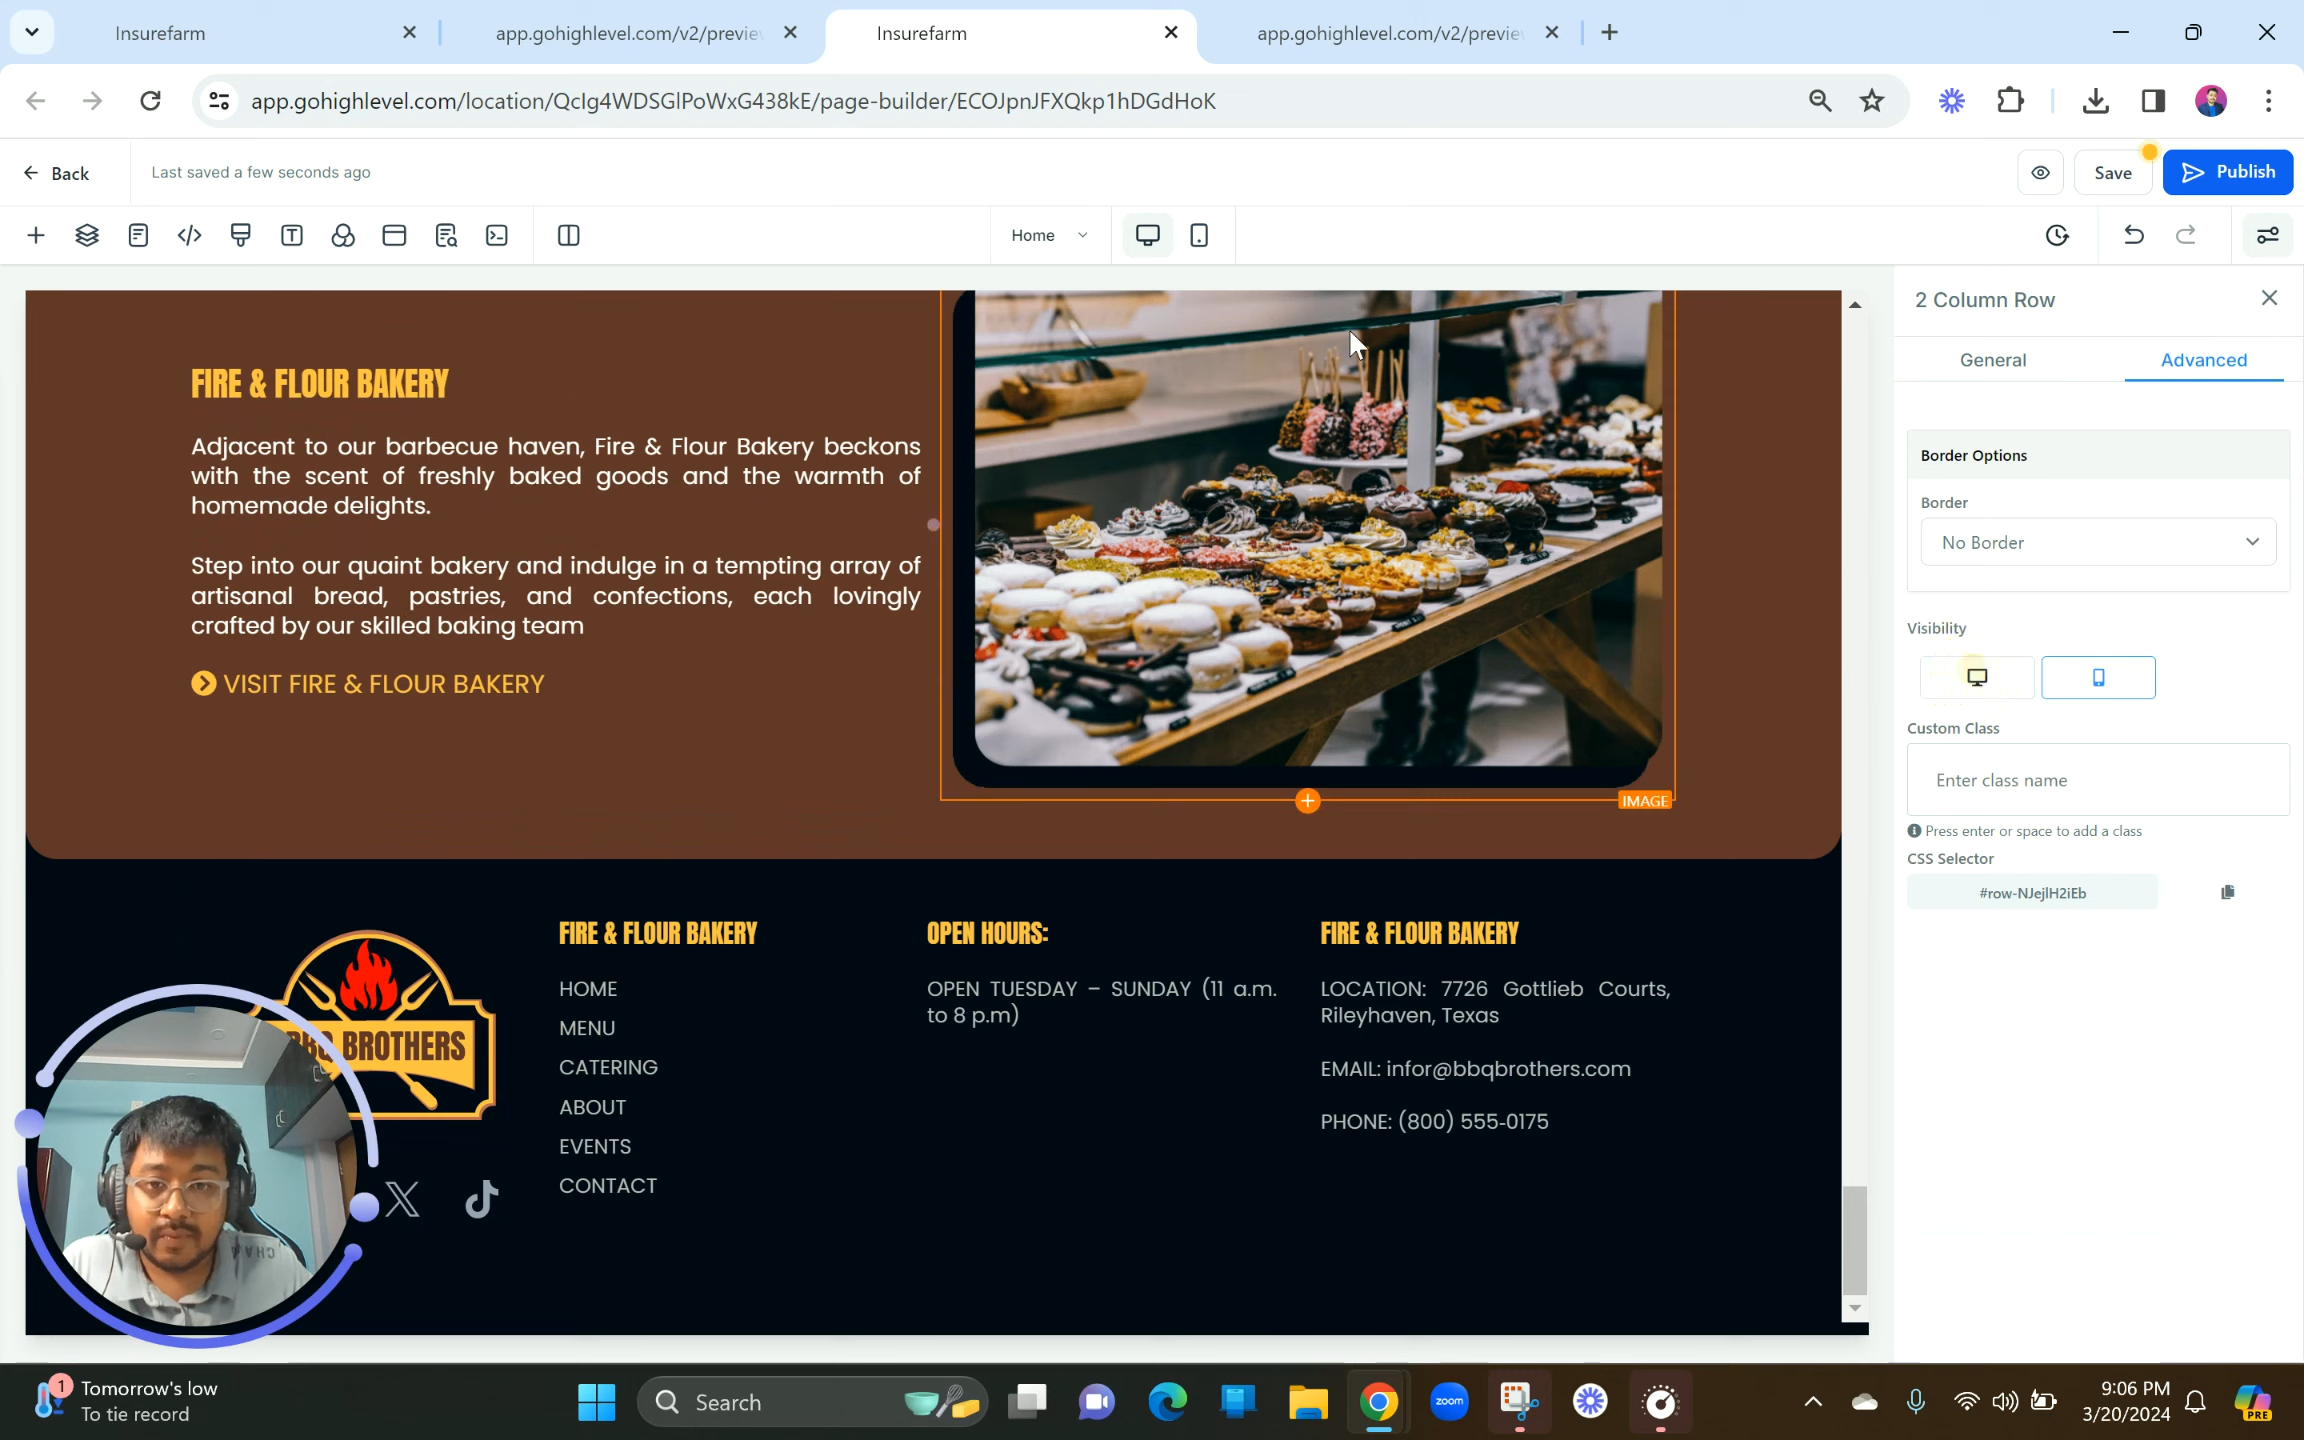 Insurefarm
app.gohighlevel.com/v2/previe
Insurefarm
app.gohighlevel.com/v2/previe
app.gohighlevel.com/location/QcIg4WDSGlPoWxG438kE/page-builder/ECOJpnJFXQkp1hDGdHoK
Back
Last saved a few seconds ago
Save
Publish
Home
2 Column Row
General
Advanced
Border Options
Border
No Border
Visibility
Custom Class
Enter class name
Press enter or space to add a class
CSS Selector
#row-NJejlH2iEb
FIRE & FLOUR BAKERY
Adjacent to our barbecue haven, Fire & Flour Bakery beckons
with the scent of freshly baked goods and the warmth of
homemade delights.
Step into our quaint bakery and indulge in a tempting array of
artisanal bread, pastries, and confections, each lovingly
crafted by our skilled baking team
VISIT FIRE & FLOUR BAKERY
IMAGE
BBQ BROTHERS
FIRE & FLOUR BAKERY
HOME
MENU
CATERING
ABOUT
EVENTS
CONTACT
OPEN HOURS:
OPEN TUESDAY – SUNDAY (11 a.m.
to 8 p.m)
FIRE & FLOUR BAKERY
LOCATION: 7726 Gottlieb Courts,
Rileyhaven, Texas
EMAIL: infor@bbqbrothers.com
PHONE: (800) 555-0175
1
Tomorrow's low
To tie record
Search
zoom
9:06 PM
3/20/2024
PRE